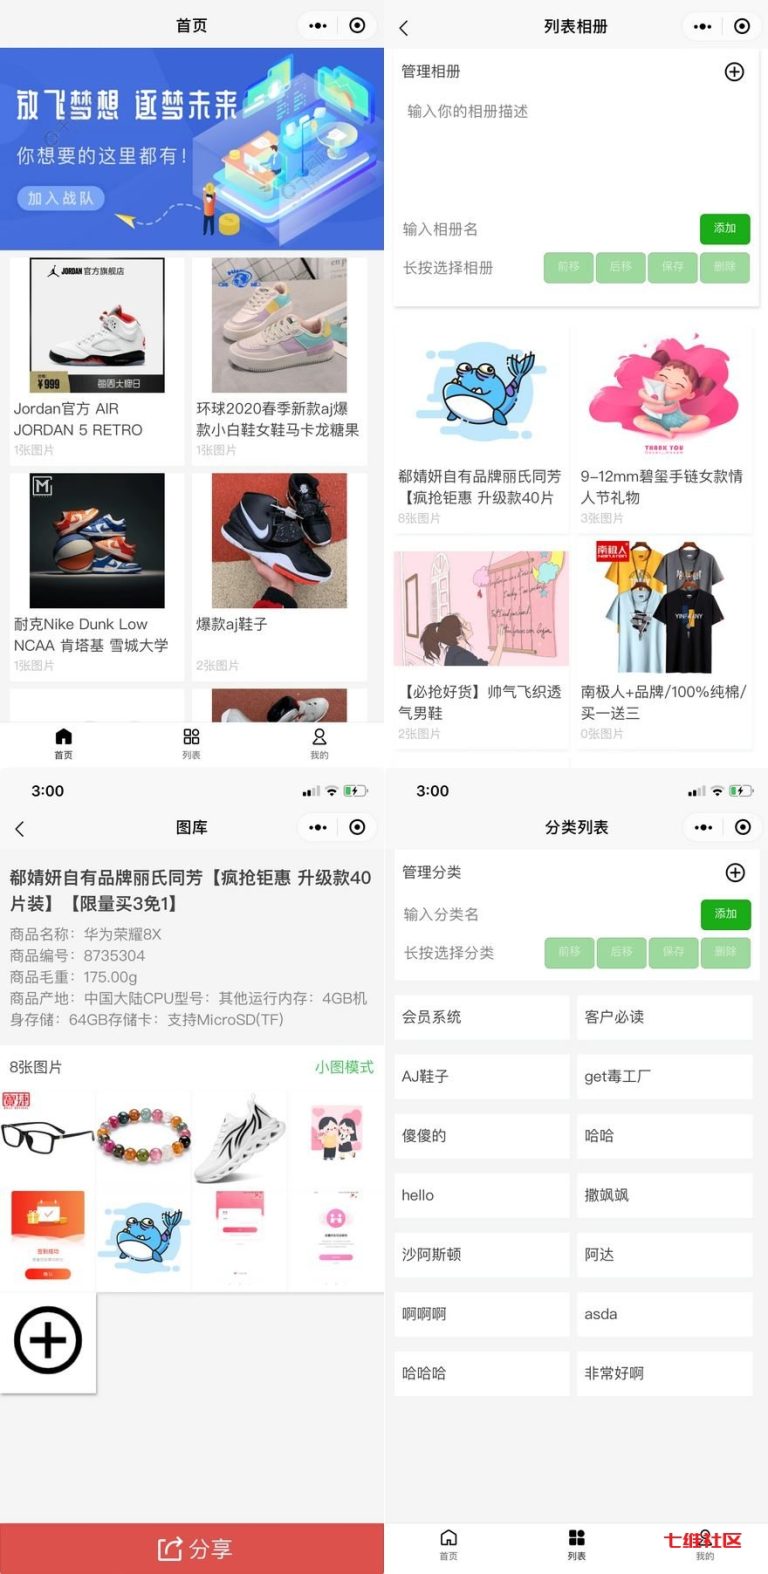 首页
放飞梦想 逐梦未来
你想要的这里都有!
加入战队
JORDAN 官方旗舰店
¥999
每周大牌日
Jordan官方 AIR
JORDAN 5 RETRO
1张图片
环球2020春季新款aj爆
款小白鞋女鞋马卡龙糖果
1张图片
耐克Nike Dunk Low
NCAA 肯塔基 雪城大学
1张图片
爆款aj鞋子
2张图片
首页
列表
我的
列表相册
管理相册
输入你的相册描述
输入相册名
添加
长按选择相册
前移
后移
保存
删除
THANK YOU
郗婧妍自有品牌丽氏同芳
【疯抢钜惠 升级款40片
8张图片
9-12mm碧玺手链女款情
人节礼物
3张图片
南极人
【必抢好货】帅气飞织透
气男鞋
2张图片
南极人+品牌/100%纯棉/
买一送三
0张图片
3:00
图库
郗婧妍自有品牌丽氏同芳【疯抢钜惠 升级款40
片装】【限量买3免1】
商品名称：华为荣耀8X
商品编号：8735304
商品毛重：175.00g
商品产地：中国大陆CPU型号：其他运行内存：4GB机
身存储：64GB存储卡：支持MicroSD(TF)
8张图片
小图模式
签到成功
分享
3:00
分类列表
管理分类
输入分类名
添加
长按选择分类
前移
后移
保存
删除
会员系统
客户必读
AJ鞋子
get毒工厂
傻傻的
哈哈
hello
撒飒飒
沙阿斯顿
阿达
啊啊啊
asda
哈哈哈
非常好啊
首页
列表
我的
七维社区